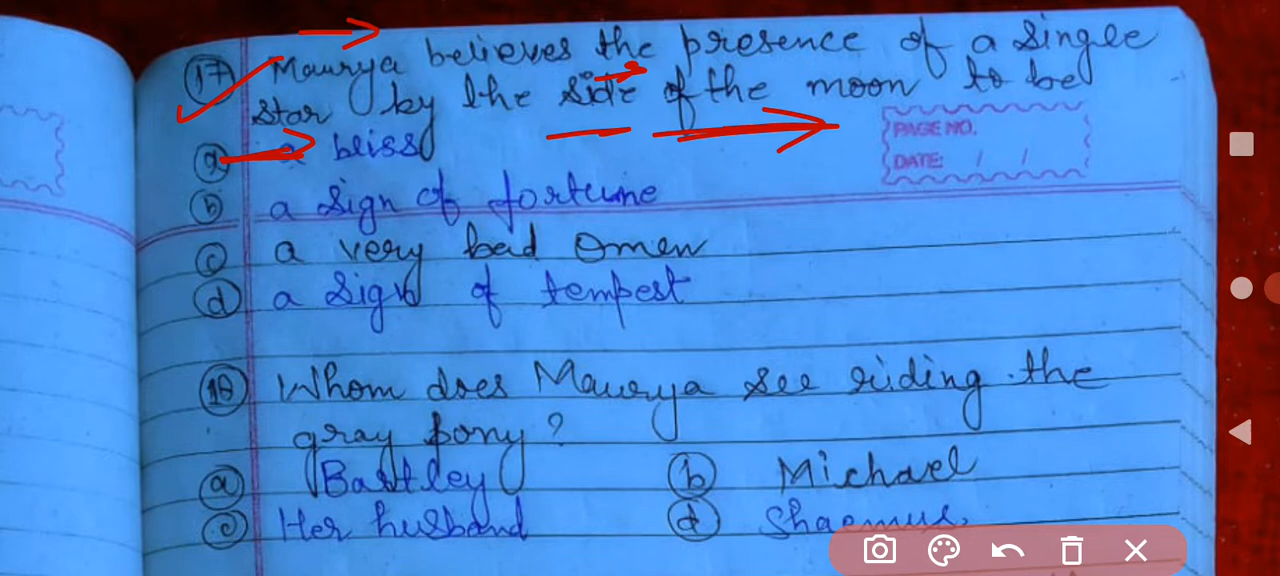 17 Maurya believes the presence of a single
star by the side of the moon to be
PAGE NO.
DATE: / /
a a bliss
b a sign of fortune
c a very bad omen
d a sign of tempest
18 Whom does Maurya see riding the
gray pony?
a Bartley b Michael
c Her husband d Shaemus.